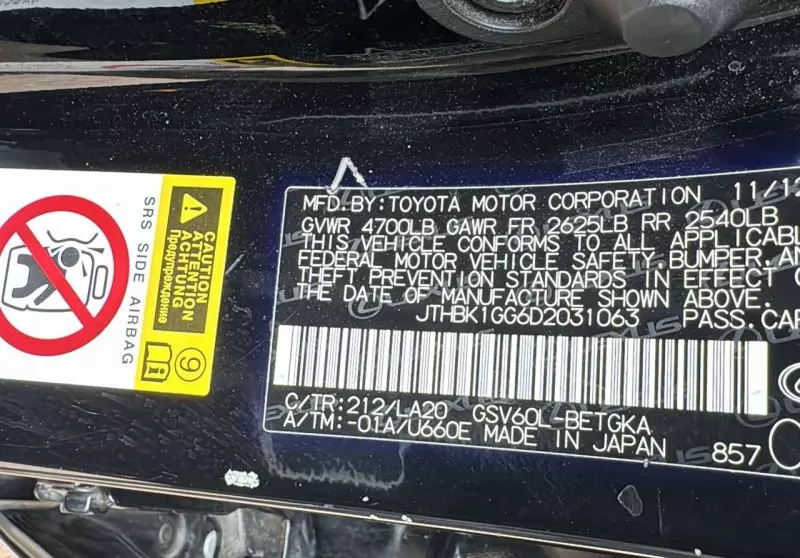 SRS SIDE AIRBAG
CAUTION
ATTENTION
ACHTUNG
Предупреждение
9
MFD.BY:TOYOTA MOTOR CORPORATION 11/12
GVWR 4700LB GAWR FR 2625LB RR 2540LB
THIS VEHICLE CONFORMS TO ALL APPLICABL
FEDERAL MOTOR VEHICLE SAFETY,BUMPER,AN
THEFT PREVENTION STANDARDS IN EFFECT O
THE DATE OF MANUFACTURE SHOWN ABOVE.
JTHBK1GG6D2031063 PASS.CAR
C/TR:212/LA20 GSV60L-BETGKA
A/TM:-01A/U660E MADE IN JAPAN 857